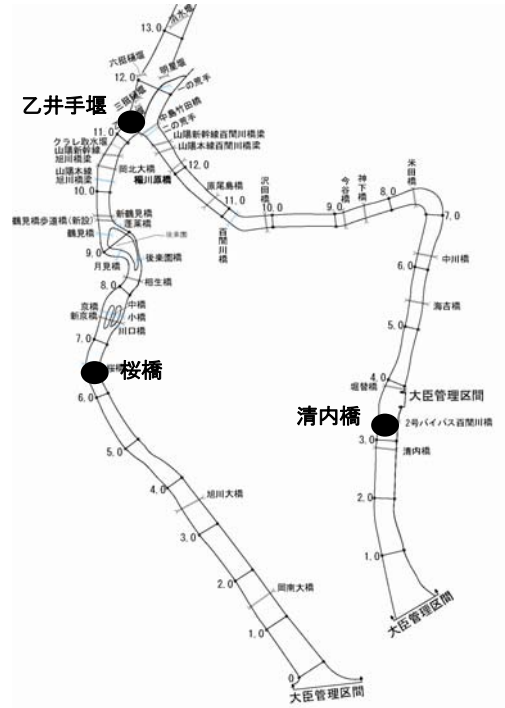 13.0
清水堰
六挺樋堰
明星堰
12.0
一の荒手
三挺樋堰
乙井手堰
中島竹田橋
二の荒手
11.0
山陽新幹線百間川橋梁
山陽本線百間川橋梁
クラレ取水堰
山陽新幹線
旭川橋梁
岡北大橋
稲川原橋
12.0
山陽本線
旭川橋梁
10.0
原尾島橋
11.0
百間川橋
沢田橋
10.0
9.0
今谷橋
神下橋
8.0
米田橋
7.0
鶴見橋歩道橋(新設)
新鶴見橋
蓬莱橋
鶴見橋
後楽園
9.0
月見橋
後楽園橋
中川橋
6.0
8.0
相生橋
海吉橋
京橋
中橋
新京橋
小橋
川口橋
5.0
7.0
桜橋
4.0
堀替橋
大臣管理区間
6.0
清内橋
2号バイパス百間川橋
3.0
清内橋
5.0
4.0
旭川大橋
2.0
3.0
1.0
2.0
岡南大橋
大臣管理区間
1.0
0
大臣管理区間